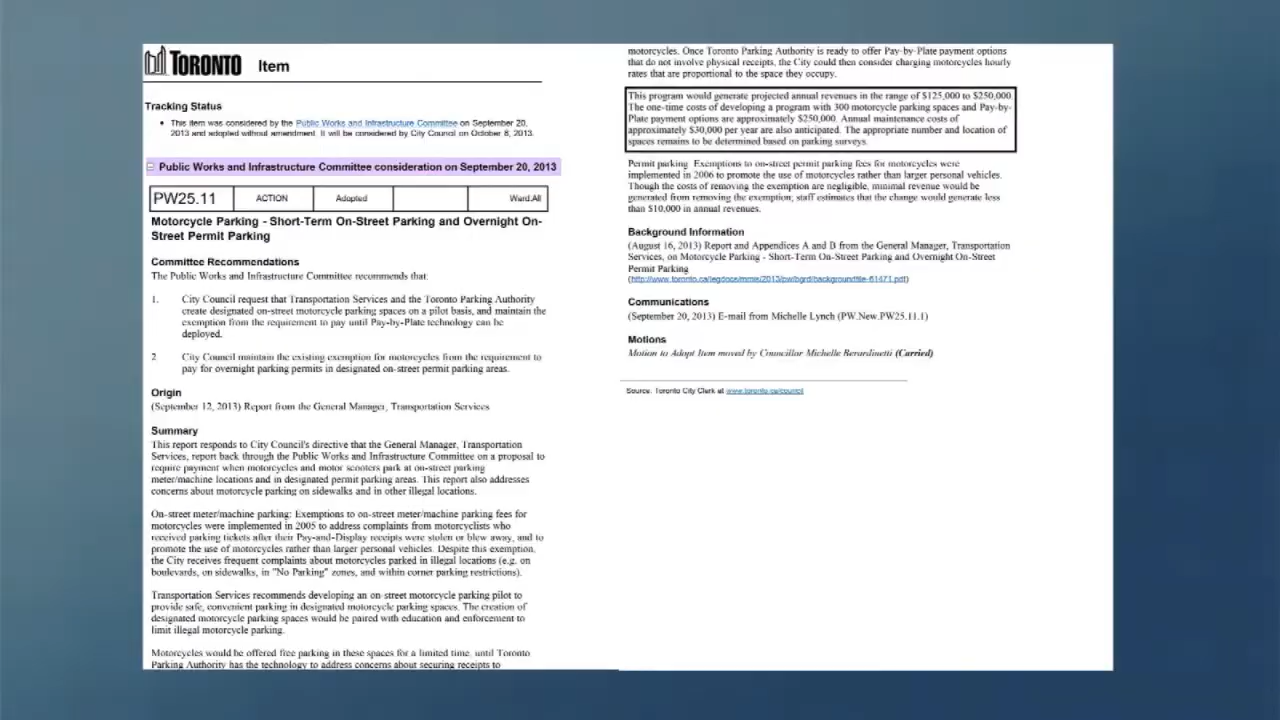 TORONTO Item
Tracking Status
• This item was considered by the Public Works and Infrastructure Committee on September 20,
2013 and adopted without amendment. It will be considered by City Council on October 8, 2013.
Public Works and Infrastructure Committee consideration on September 20, 2013
PW25.11 ACTION Adopted Ward:All
Motorcycle Parking - Short-Term On-Street Parking and Overnight On-
Street Permit Parking
Committee Recommendations
The Public Works and Infrastructure Committee recommends that:
1. City Council request that Transportation Services and the Toronto Parking Authority
create designated on-street motorcycle parking spaces on a pilot basis, and maintain the
exemption from the requirement to pay until Pay-by-Plate technology can be
deployed.
2 City Council maintain the existing exemption for motorcycles from the requirement to
pay for overnight parking permits in designated on-street permit parking areas.
Origin
(September 12, 2013) Report from the General Manager, Transportation Services
Summary
This report responds to City Council's directive that the General Manager, Transportation
Services, report back through the Public Works and Infrastructure Committee on a proposal to
require payment when motorcycles and motor scooters park at on-street parking
meter/machine locations and in designated permit parking areas. This report also addresses
concerns about motorcycle parking on sidewalks and in other illegal locations.
On-street meter/machine parking: Exemptions to on-street meter/machine parking fees for
motorcycles were implemented in 2005 to address complaints from motorcyclists who
received parking tickets after their Pay-and-Display receipts were stolen or blew away, and to
promote the use of motorcycles rather than larger personal vehicles. Despite this exemption,
the City receives frequent complaints about motorcycles parked in illegal locations (e.g. on
boulevards, on sidewalks, in "No Parking" zones, and within corner parking restrictions).
Transportation Services recommends developing an on-street motorcycle parking pilot to
provide safe, convenient parking in designated motorcycle parking spaces. The creation of
designated motorcycle parking spaces would be paired with education and enforcement to
limit illegal motorcycle parking.
Motorcycles would be offered free parking in these spaces for a limited time, until Toronto
Parking Authority has the technology to address concerns about securing receipts to
motorcycles. Once Toronto Parking Authority is ready to offer Pay-by-Plate payment options
that do not involve physical receipts, the City could then consider charging motorcycles hourly
rates that are proportional to the space they occupy.
This program would generate projected annual revenues in the range of $125,000 to $250,000.
The one-time costs of developing a program with 300 motorcycle parking spaces and Pay-by-
Plate payment options are approximately $250,000. Annual maintenance costs of
approximately $30,000 per year are also anticipated. The appropriate number and location of
spaces remains to be determined based on parking surveys.
Permit parking: Exemptions to on-street permit parking fees for motorcycles were
implemented in 2006 to promote the use of motorcycles rather than larger personal vehicles.
Though the costs of removing the exemption are negligible, minimal revenue would be
generated from removing the exemption; staff estimates that the change would generate less
than $10,000 in annual revenues.
Background Information
(August 16, 2013) Report and Appendices A and B from the General Manager, Transportation
Services, on Motorcycle Parking - Short-Term On-Street Parking and Overnight On-Street
Permit Parking
(http://www.toronto.ca/legdocs/mmis/2013/pw/bgrd/backgroundfile-61471.pdf)
Communications
(September 20, 2013) E-mail from Michelle Lynch (PW.New.PW25.11.1)
Motions
Motion to Adopt Item moved by Councillor Michelle Berardinetti (Carried)
Source: Toronto City Clerk at www.toronto.ca/council